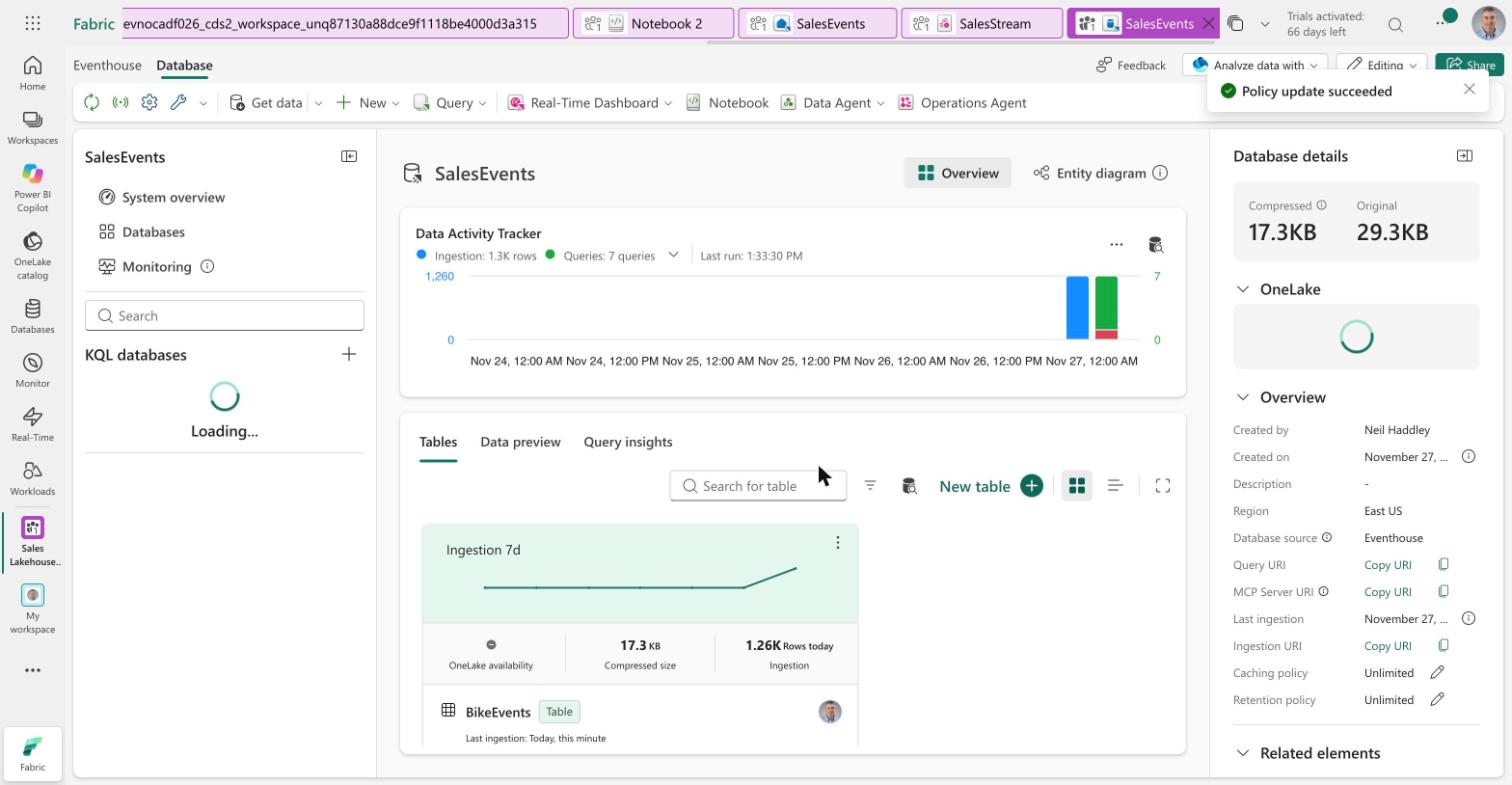 Fabric
evnocadf026_cds2_workspace_unq87130a88dce9f1118be4000d3a315
Notebook 2
SalesEvents
SalesStream
SalesEvents
Trials activated:
66 days left
Home
Workspaces
Power BI
Copilot
OneLake
catalog
Databases
Monitor
Real-Time
Workloads
Sales
Lakehouse..
My
workspace
Fabric
Eventhouse
Database
Feedback
Analyze data with
Editing
Share
Get data
New
Query
Real-Time Dashboard
Notebook
Data Agent
Operations Agent
Policy update succeeded
SalesEvents
System overview
Databases
Monitoring
Search
KQL databases
Loading...
SalesEvents
Overview
Entity diagram
Data Activity Tracker
Ingestion: 1.3K rows
Queries: 7 queries
Last run: 1:33:30 PM
1,260
7
0
0
Nov 24, 12:00 AM Nov 24, 12:00 PM Nov 25, 12:00 AM Nov 25, 12:00 PM Nov 26, 12:00 AM Nov 26, 12:00 PM Nov 27, 12:00 AM
Tables
Data preview
Query insights
Search for table
New table
Ingestion 7d
OneLake availability
17.3 KB
Compressed size
1.26K Rows today
Ingestion
BikeEvents
Table
Last ingestion: Today, this minute
Database details
Compressed
Original
17.3KB
29.3KB
OneLake
Overview
Created by Neil Haddley
Created on November 27, ...
Description -
Region East US
Database source Eventhouse
Query URI Copy URI
MCP Server URI Copy URI
Last ingestion November 27, ...
Ingestion URI Copy URI
Caching policy Unlimited
Retention policy Unlimited
Related elements